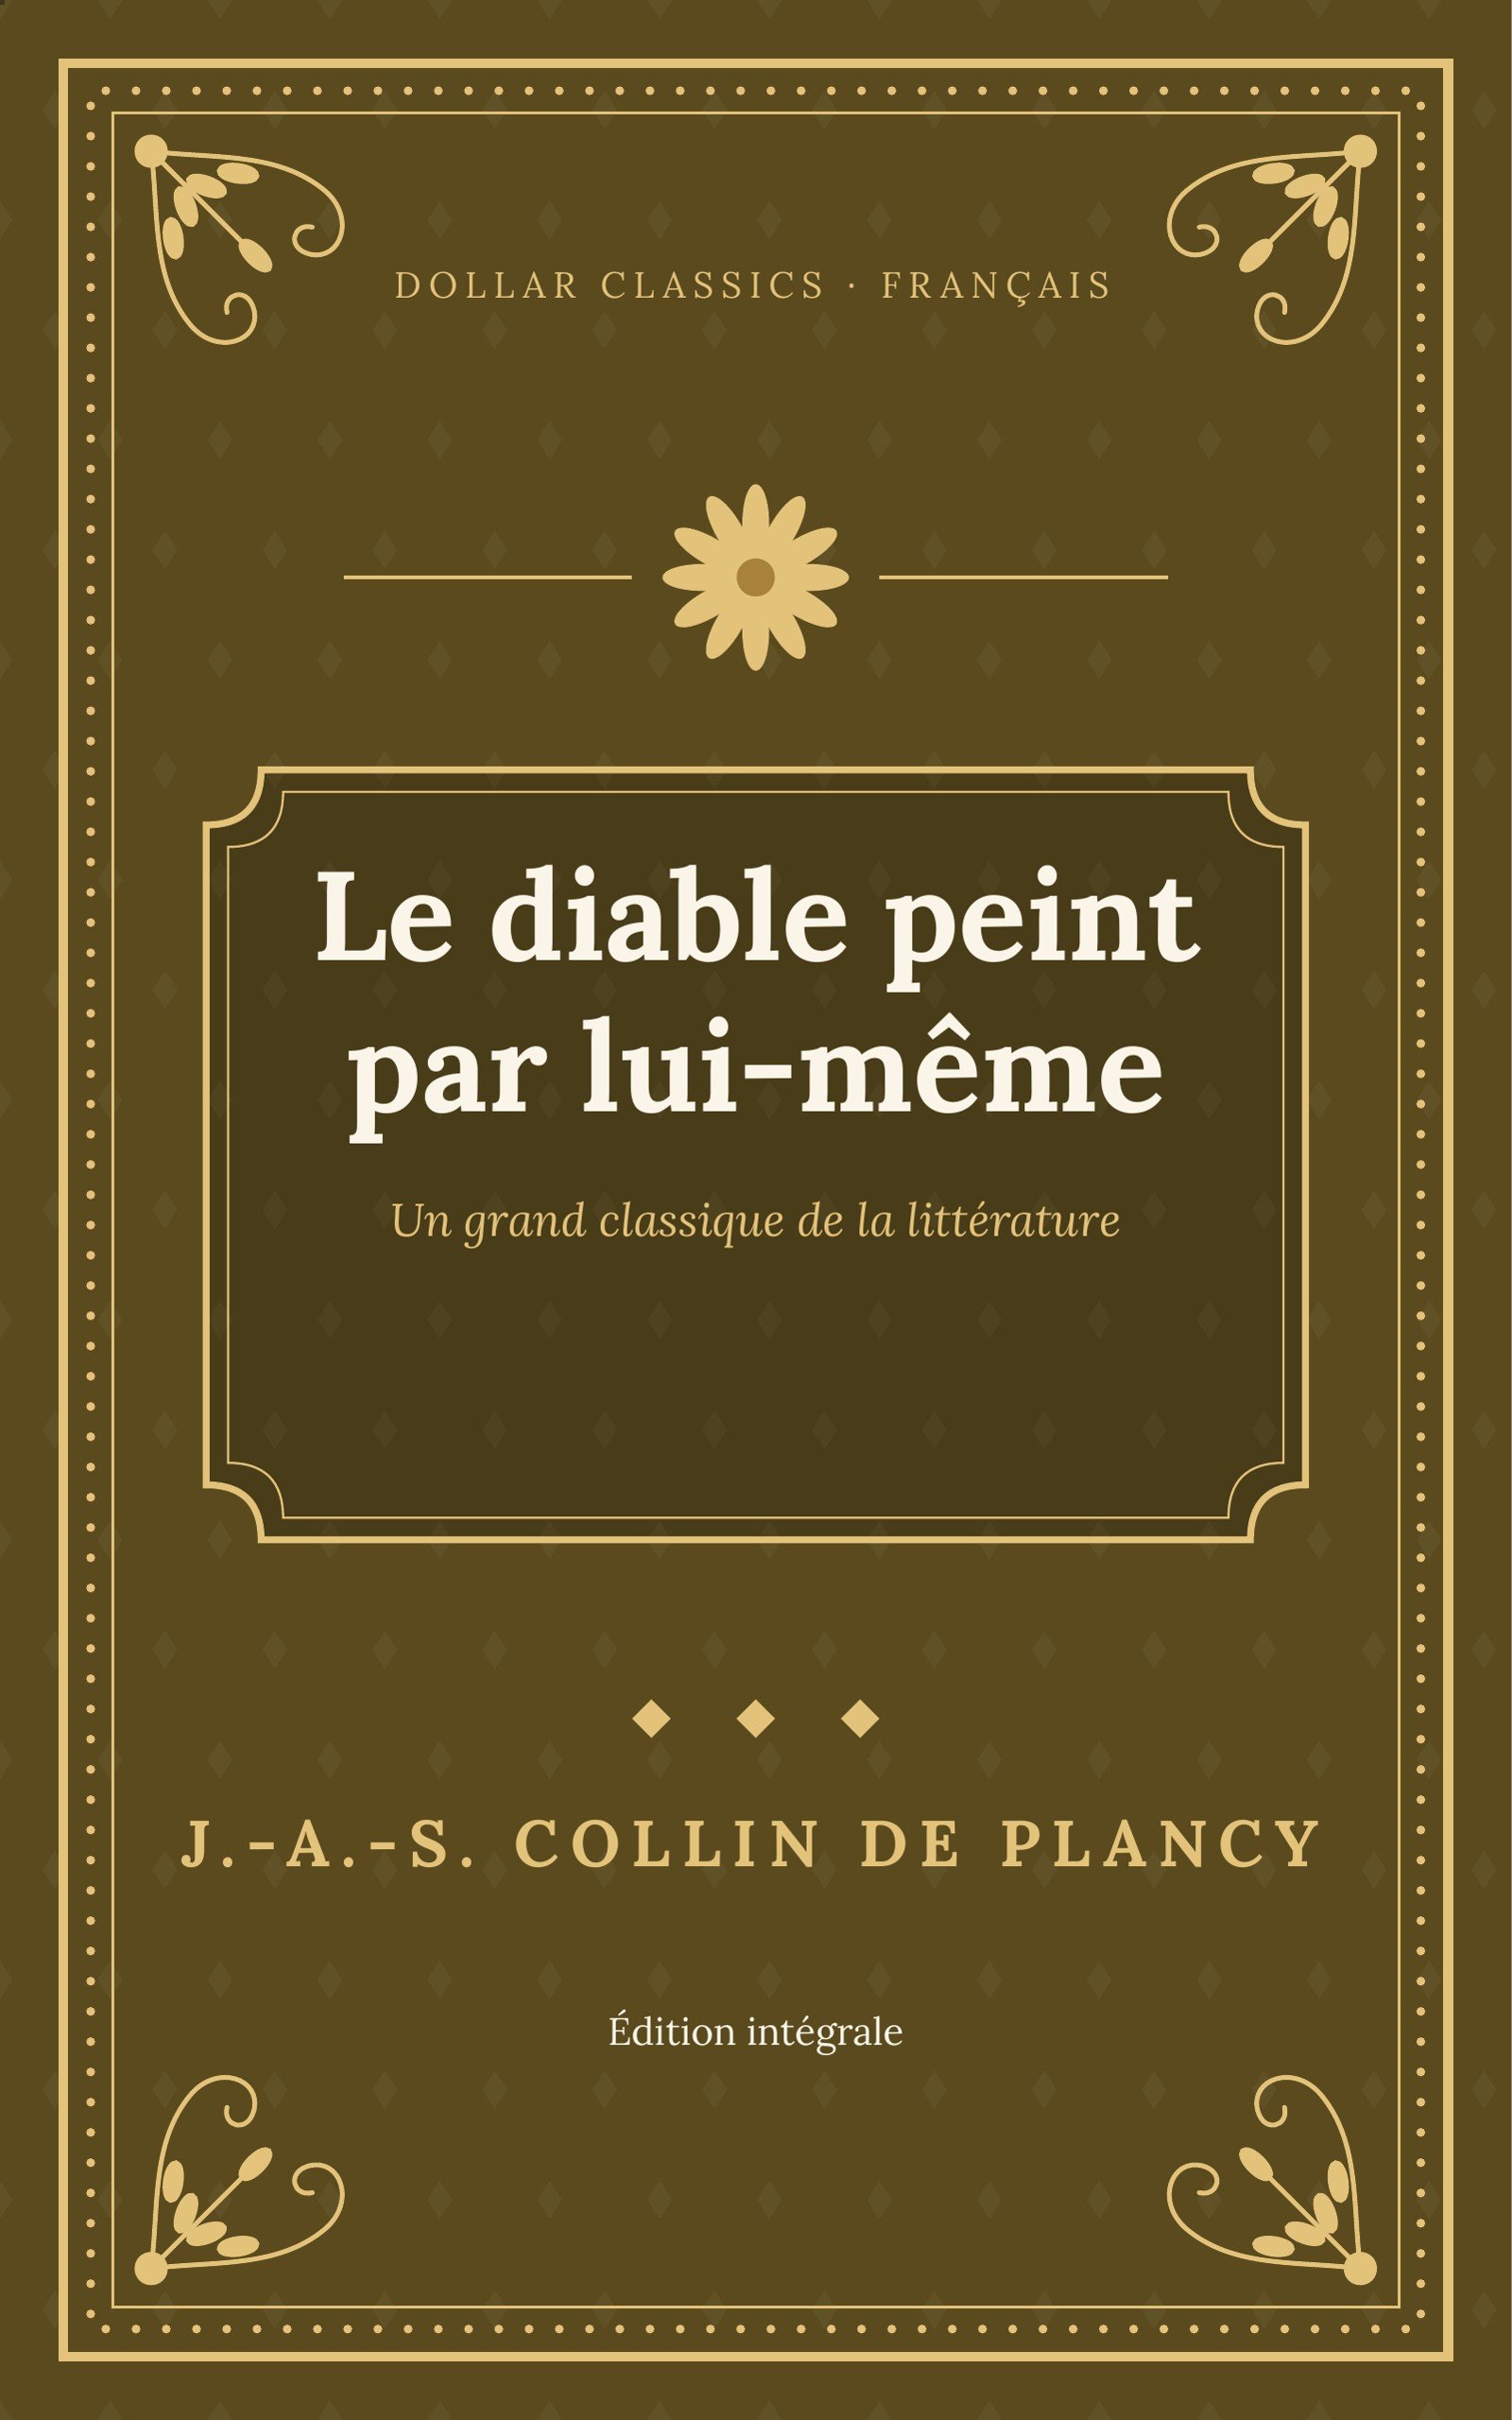 DOLLAR CLASSICS · FRANÇAIS
Le diable peint
par lui-même
Un grand classique de la littérature
J.-A.-S. COLLIN DE PLANCY
Édition intégrale